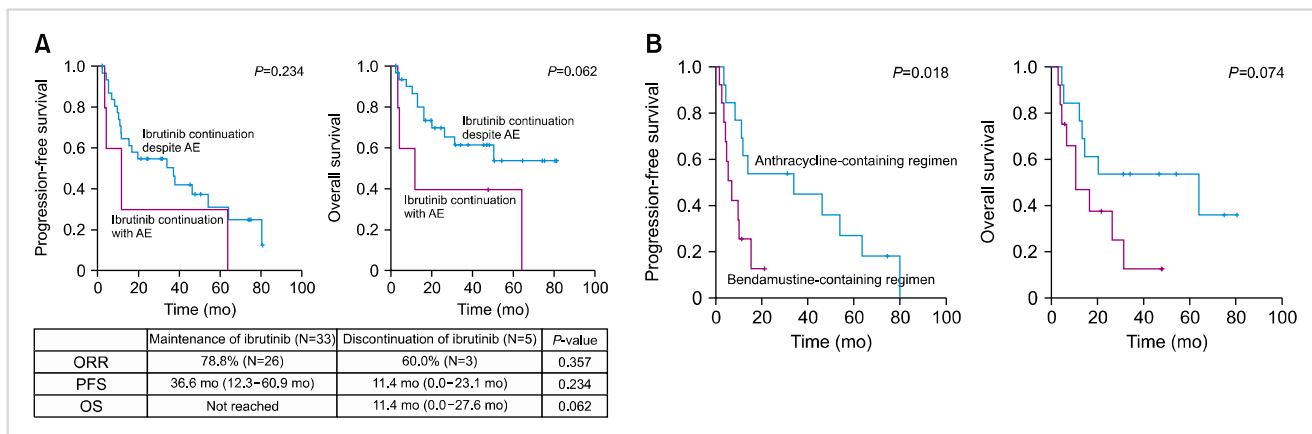 A
P=0.234
Progression-free survival
1.0
0.8
0.6
0.4
0.2
0
Ibrutinib continuation
despite AE
Ibrutinib continuation
with AE
0 20 40 60 80 100
Time (mo)
P=0.062
Overall survival
1.0
0.8
0.6
0.4
0.2
0
Ibrutinib continuation
despite AE
Ibrutinib continuation
with AE
0 20 40 60 80 100
Time (mo)
Maintenance of ibrutinib (N=33) Discontinuation of ibrutinib (N=5) P-value
ORR 78.8% (N=26) 60.0% (N=3) 0.357
PFS 36.6 mo (12.3–60.9 mo) 11.4 mo (0.0–23.1 mo) 0.234
OS Not reached 11.4 mo (0.0–27.6 mo) 0.062
B
P=0.018
Progression-free survival
1.0
0.8
0.6
0.4
0.2
0
Anthracycline-containing regimen
Bendamustine-containing regimen
0 20 40 60 80 100
Time (mo)
P=0.074
Overall survival
1.0
0.8
0.6
0.4
0.2
0
0 20 40 60 80 100
Time (mo)